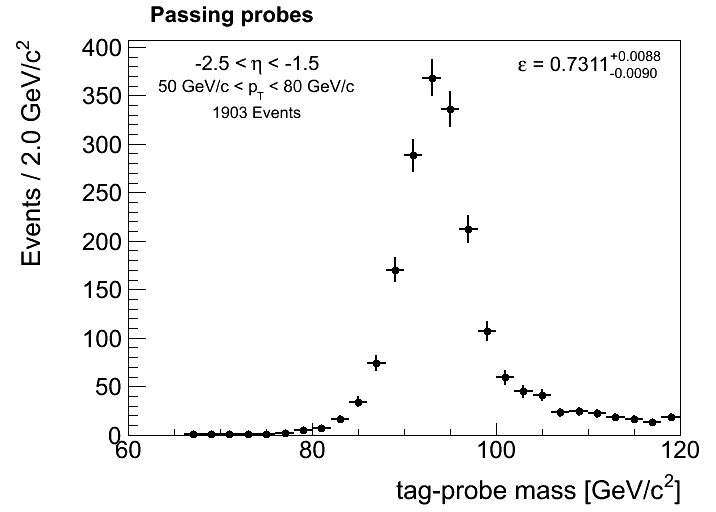 Passing probes
-2.5 < η < -1.5
50 GeV/c < p_T < 80 GeV/c
1903 Events
ε = 0.7311 +0.0088 -0.0090
Events / 2.0 GeV/c²
400
350
300
250
200
150
100
50
0
60
80
100
120
tag-probe mass [GeV/c²]